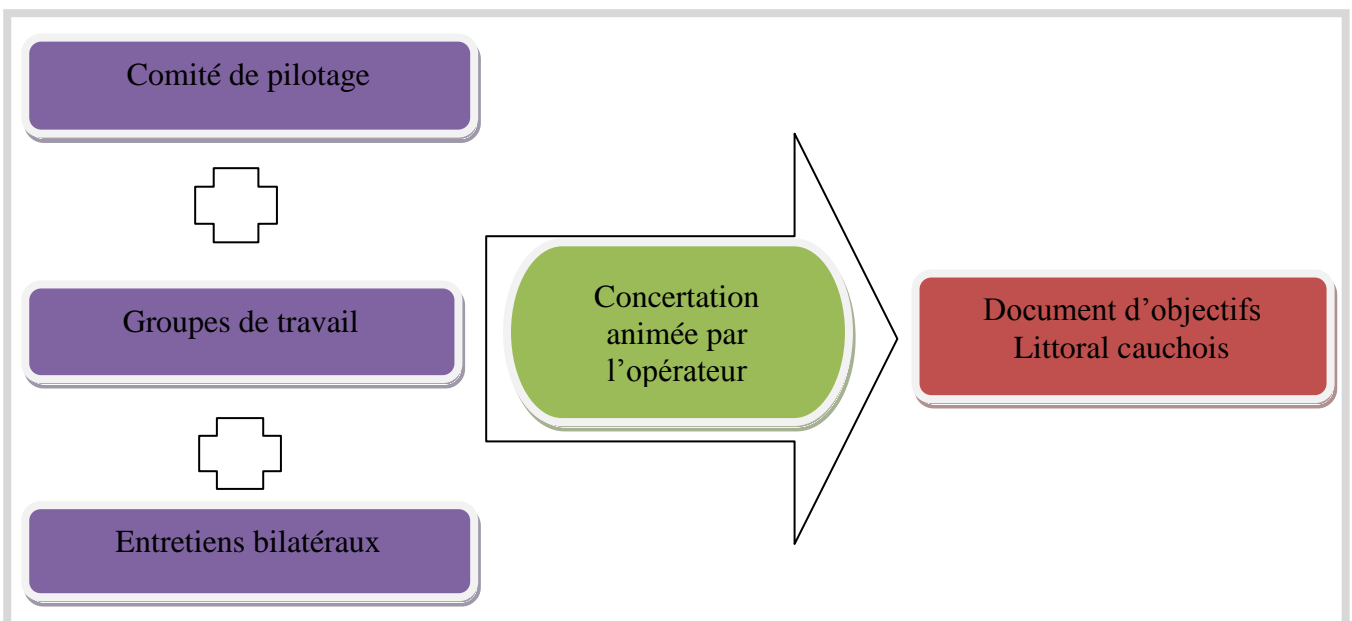 Comité de pilotage
Groupes de travail
Entretiens bilatéraux
Concertation
animée par
l’opérateur
Document d’objectifs
Littoral cauchois